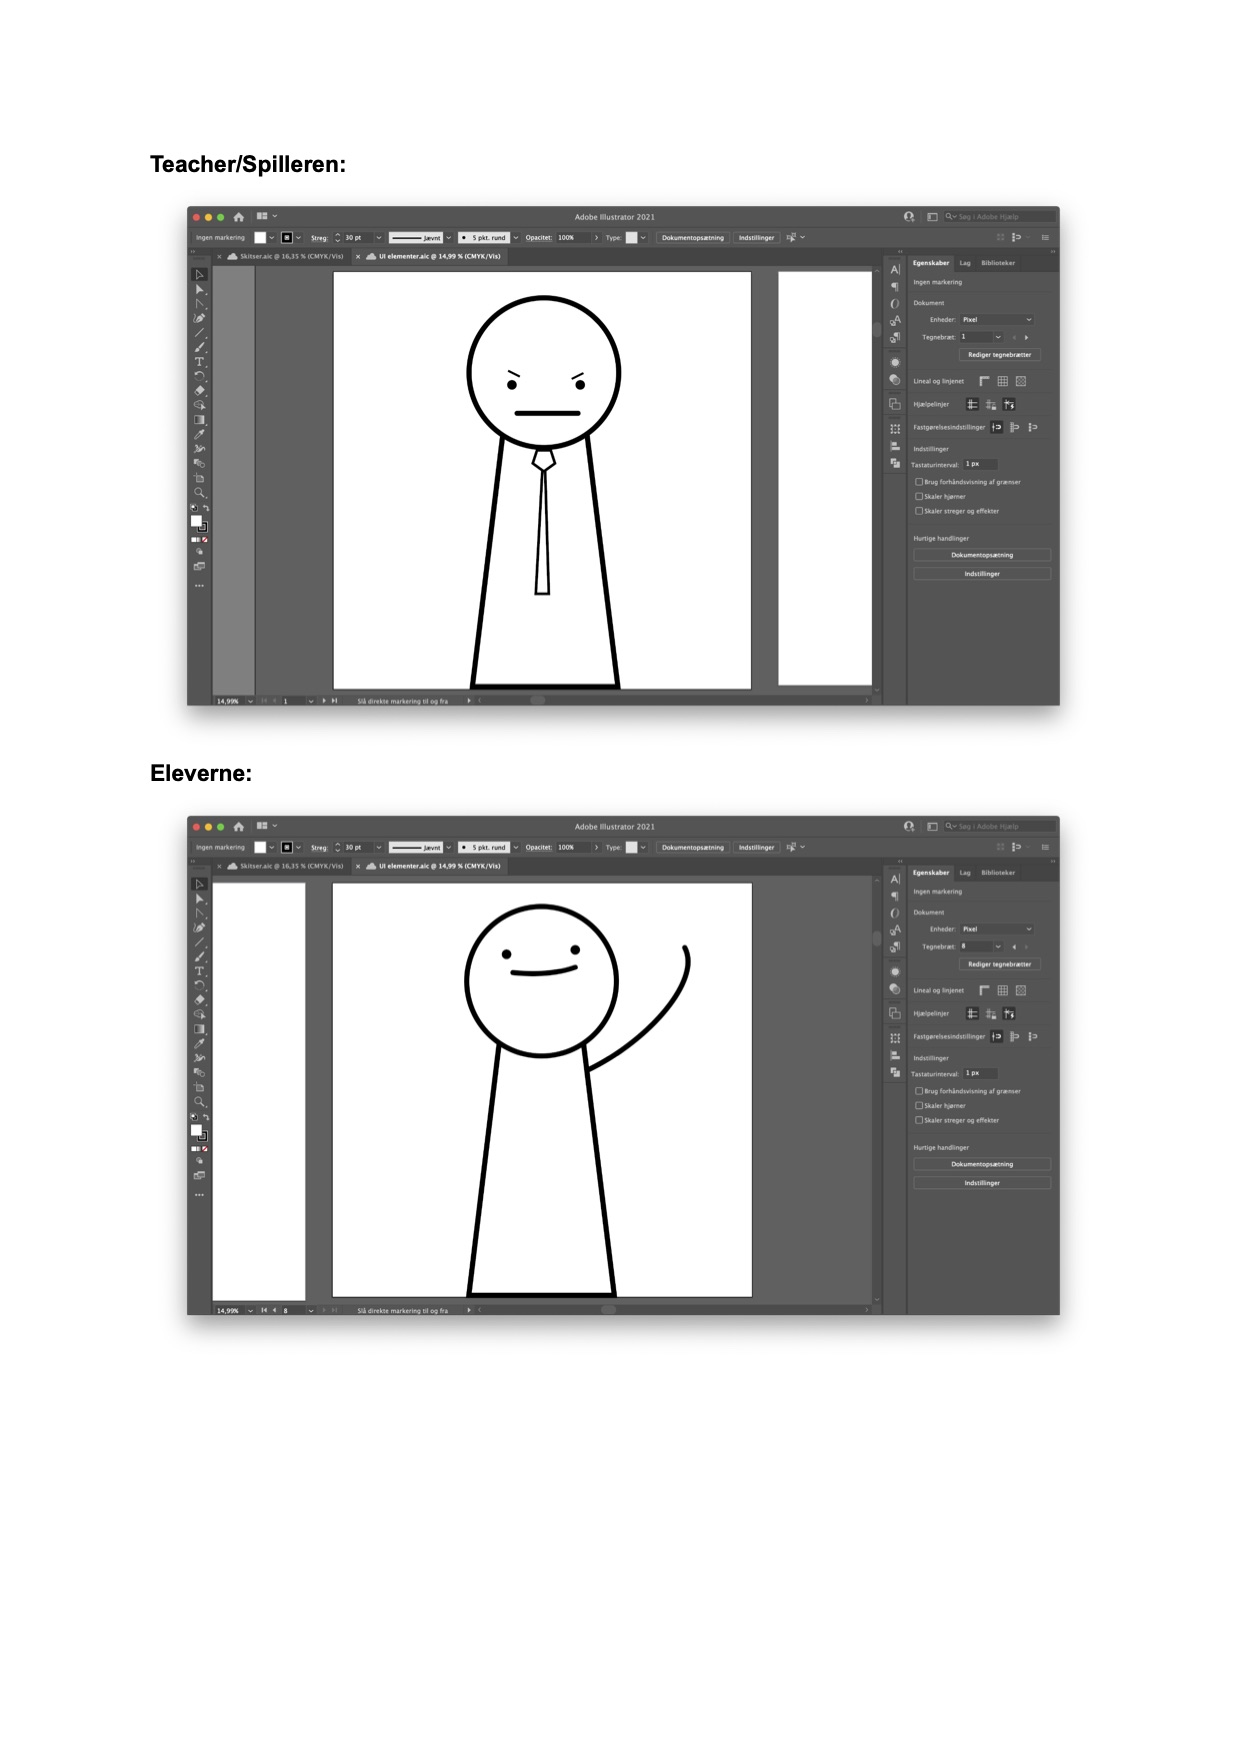 Teacher/Spilleren:
Adobe Illustrator 2021
Søg i Adobe Hjælp
Ingen markering Streg: 30 pt Jævnt 5 pkt. rund Opacitet: 100% Type: Dokumentopsætning Indstillinger
× Skitser.aic @ 16,35 % (CMYK/Vis) × UI elementer.aic @ 14,99 % (CMYK/Vis)
Egenskaber Lag Biblioteker
Ingen markering
Dokument
Enheder: Pixel
Tegnebræt: 1
Rediger tegnebrætter
Lineal og linjenet
Hjælpelinjer
Fastgørelsesindstillinger
Indstillinger
Tastaturinterval: 1 px
Brug forhåndsvisning af grænser
Skaler hjørner
Skaler streger og effekter
Hurtige handlinger
Dokumentopsætning
Indstillinger
14,99% 1 Slå direkte markering til og fra
Eleverne:
Adobe Illustrator 2021
Søg i Adobe Hjælp
Ingen markering Streg: 30 pt Jævnt 5 pkt. rund Opacitet: 100% Type: Dokumentopsætning Indstillinger
× Skitser.aic @ 16,35 % (CMYK/Vis) × UI elementer.aic @ 14,99 % (CMYK/Vis)
Egenskaber Lag Biblioteker
Ingen markering
Dokument
Enheder: Pixel
Tegnebræt: 8
Rediger tegnebrætter
Lineal og linjenet
Hjælpelinjer
Fastgørelsesindstillinger
Indstillinger
Tastaturinterval: 1 px
Brug forhåndsvisning af grænser
Skaler hjørner
Skaler streger og effekter
Hurtige handlinger
Dokumentopsætning
Indstillinger
14,99% 8 Slå direkte markering til og fra